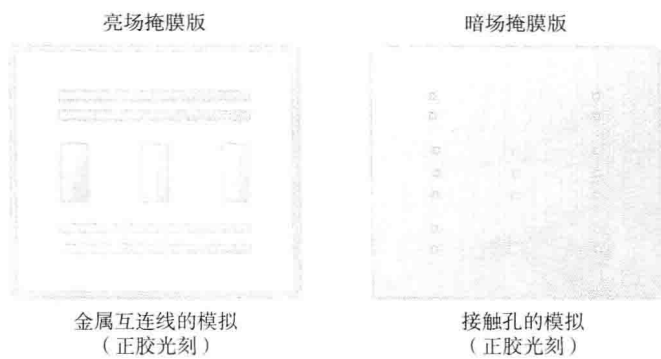 亮场掩膜版
暗场掩膜版
金属互连线的模拟
（正胶光刻）
接触孔的模拟
（正胶光刻）